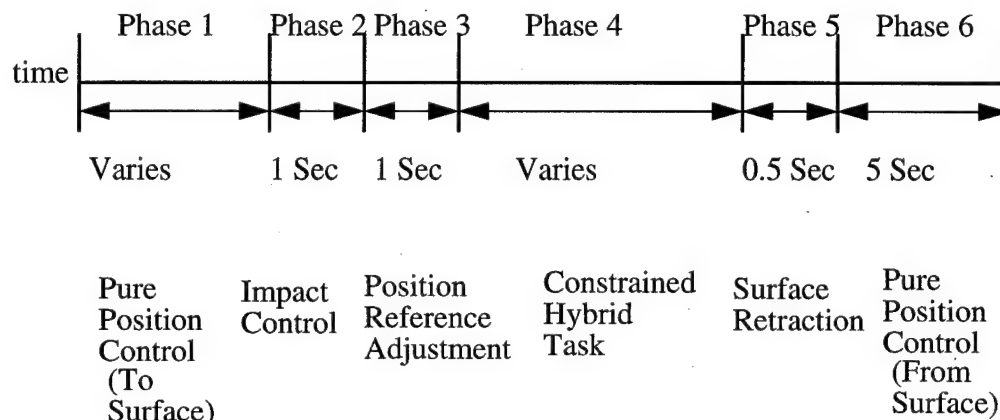 Phase 1 Phase 2 Phase 3 Phase 4 Phase 5 Phase 6
time
Varies 1 Sec 1 Sec Varies 0.5 Sec 5 Sec
Pure
Position
Control
(To
Surface)
Impact
Control
Position
Reference
Adjustment
Constrained
Hybrid
Task
Surface
Retraction
Pure
Position
Control
(From
Surface)